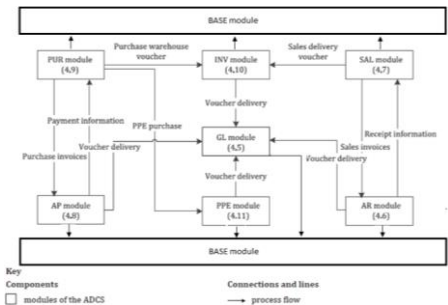 BASE module
Purchase warehouse
voucher
Sales delivery
voucher
PUR module
(4,9)
INV module
(4,10)
SAL module
(4,7)
Voucher delivery
Payment information
PPE purchase
GL module
(4,5)
Receipt information
Voucher delivery
Sales invoices
Voucher delivery
Purchase invoices
Voucher delivery
AP module
(4,8)
PPE module
(4,11)
AR module
(4,6)
BASE module
Key
Components
Connections and lines
modules of the ADCS
process flow